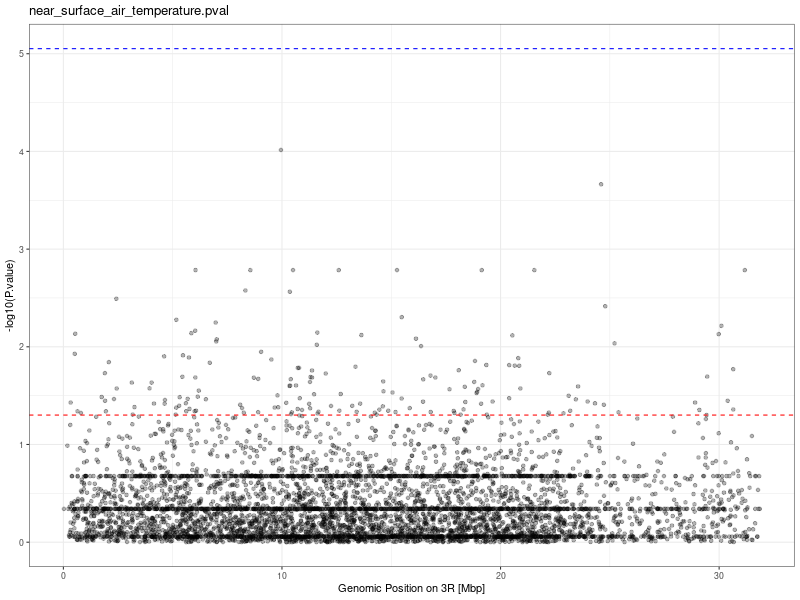 near_surface_air_temperature.pval
-log10(P.value)
5
4
3
2
1
0
0 10 20 30
Genomic Position on 3R [Mbp]